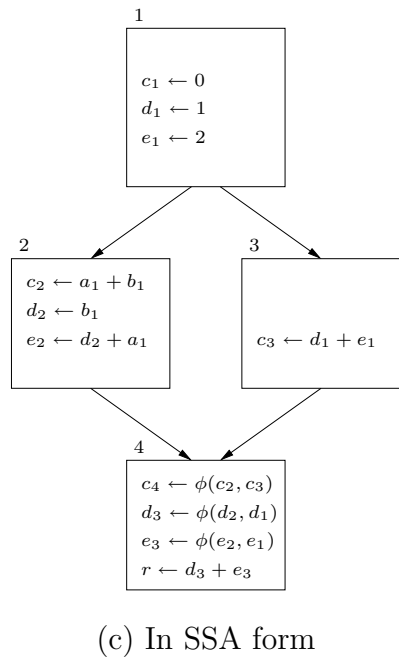 1
c₁ ← 0
d₁ ← 1
e₁ ← 2
2
c₂ ← a₁ + b₁
d₂ ← b₁
e₂ ← d₂ + a₁
3
c₃ ← d₁ + e₁
4
c₄ ← ϕ(c₂, c₃)
d₃ ← ϕ(d₂, d₁)
e₃ ← ϕ(e₂, e₁)
r ← d₃ + e₃
(c) In SSA form